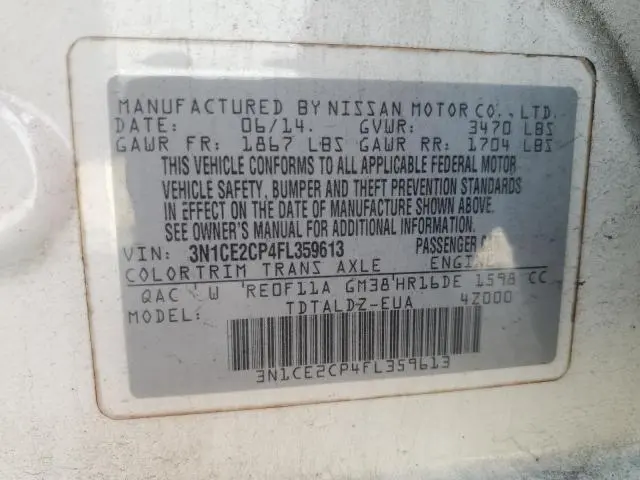 MANUFACTURED BY NISSAN MOTOR CO., LTD.
DATE: 06/14. GVWR: 3470 LBS
GAWR FR: 1867 LBS GAWR RR: 1704 LBS
THIS VEHICLE CONFORMS TO ALL APPLICABLE FEDERAL MOTOR
VEHICLE SAFETY, BUMPER AND THEFT PREVENTION STANDARDS
IN EFFECT ON THE DATE OF MANUFACTURE SHOWN ABOVE.
SEE OWNER'S MANUAL FOR ADDITIONAL INFORMATION.
VIN: 3N1CE2CP4FL359613 PASSENGER CAR
COLOR TRIM TRANS AXLE ENGINE
QAC W RE0F11A GM38 HR16DE 1598 CC
MODEL: TDTALDZ-EUA 4Z000
3N1CE2CP4FL359613